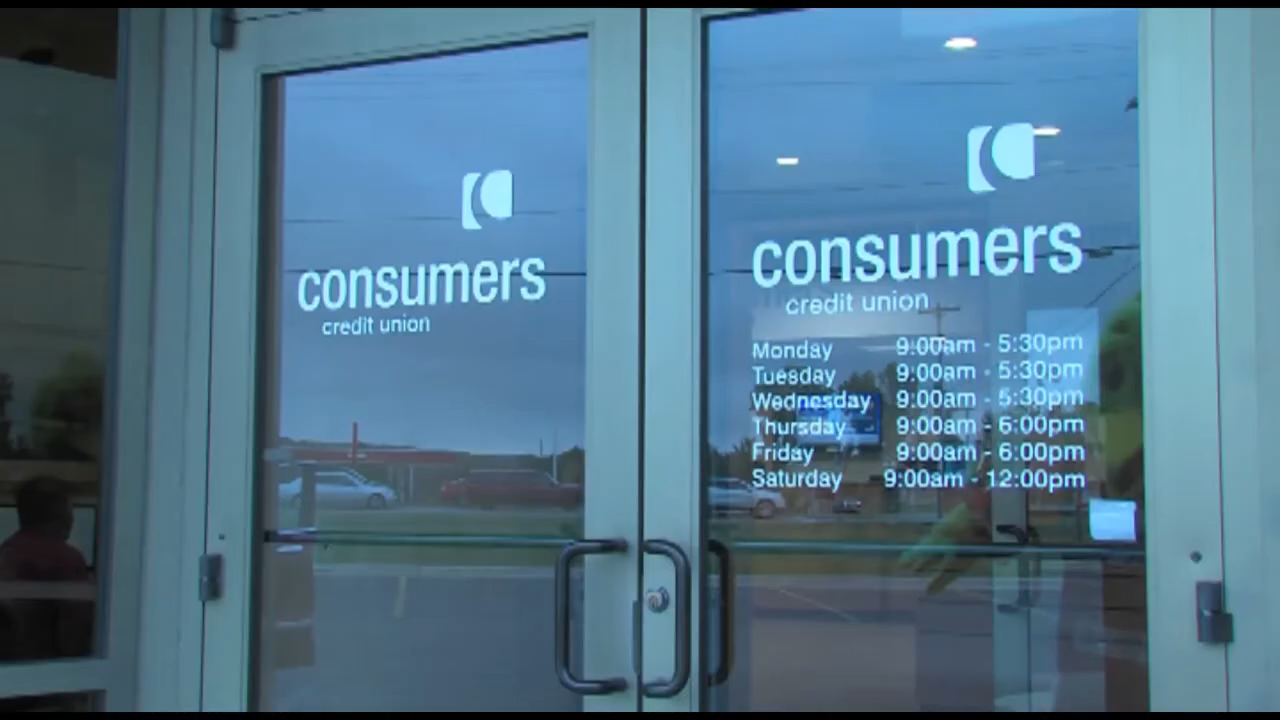 consumers
credit union
consumers
credit union
Monday 9:00am - 5:30pm
Tuesday 9:00am - 5:30pm
Wednesday 9:00am - 5:30pm
Thursday 9:00am - 6:00pm
Friday 9:00am - 6:00pm
Saturday 9:00am - 12:00pm